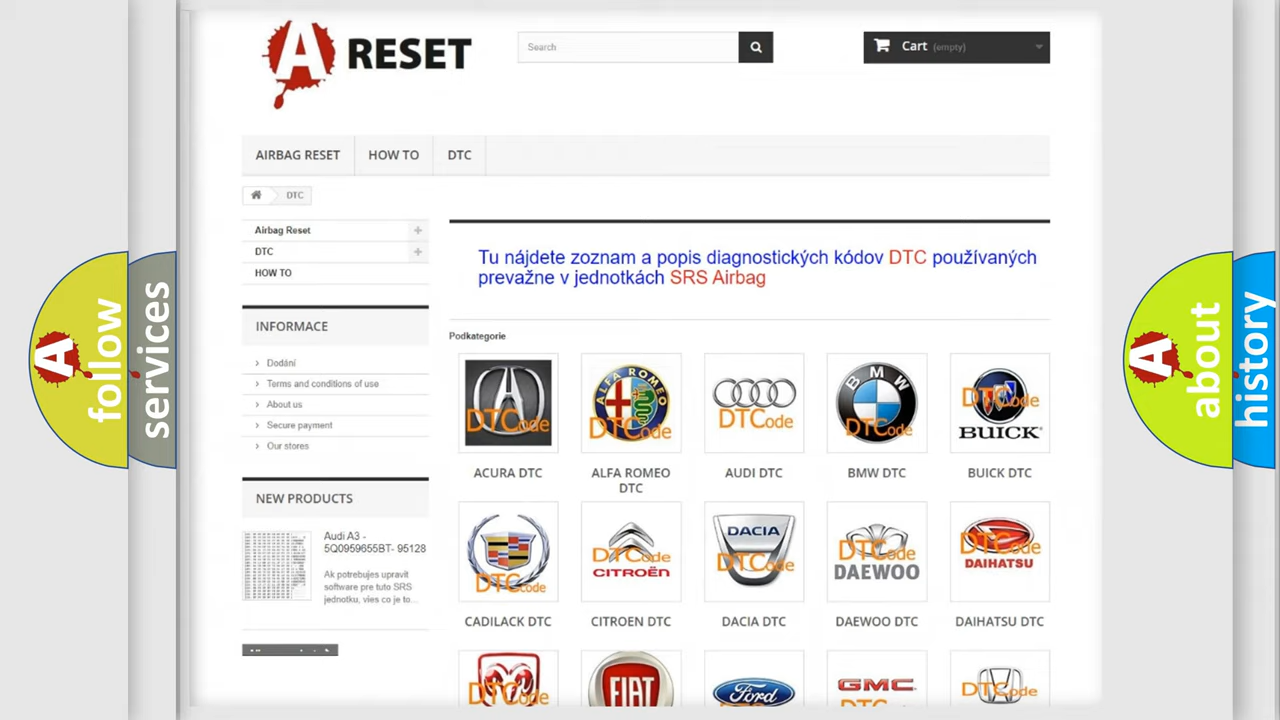 A RESET
Search
Cart (empty)
AIRBAG RESET
HOW TO
DTC
DTC
Airbag Reset
DTC
HOW TO
Tu nájdete zoznam a popis diagnostických kódov DTC používaných
prevažne v jednotkách SRS Airbag
INFORMACE
Dodání
Terms and conditions of use
About us
Secure payment
Our stores
NEW PRODUCTS
Audi A3 -
5Q0959655BT- 95128
Ak potrebujes upravit
software pre tuto SRS
jednotku, vies co je to...
Podkategorie
DTCode
ALFA ROMEO
DTCode
DTCode
BMW
DTCode
DTCode
BUICK
ACURA DTC
ALFA ROMEO
DTC
AUDI DTC
BMW DTC
BUICK DTC
DTCode
DTCode
CITROËN
DACIA
DTCode
DTCode
DAEWOO
DTCode
DAIHATSU
CADILACK DTC
CITROEN DTC
DACIA DTC
DAEWOO DTC
DAIHATSU DTC
DTCode
FIAT
Ford
GMC
DTCode
A follow
services
A about
history